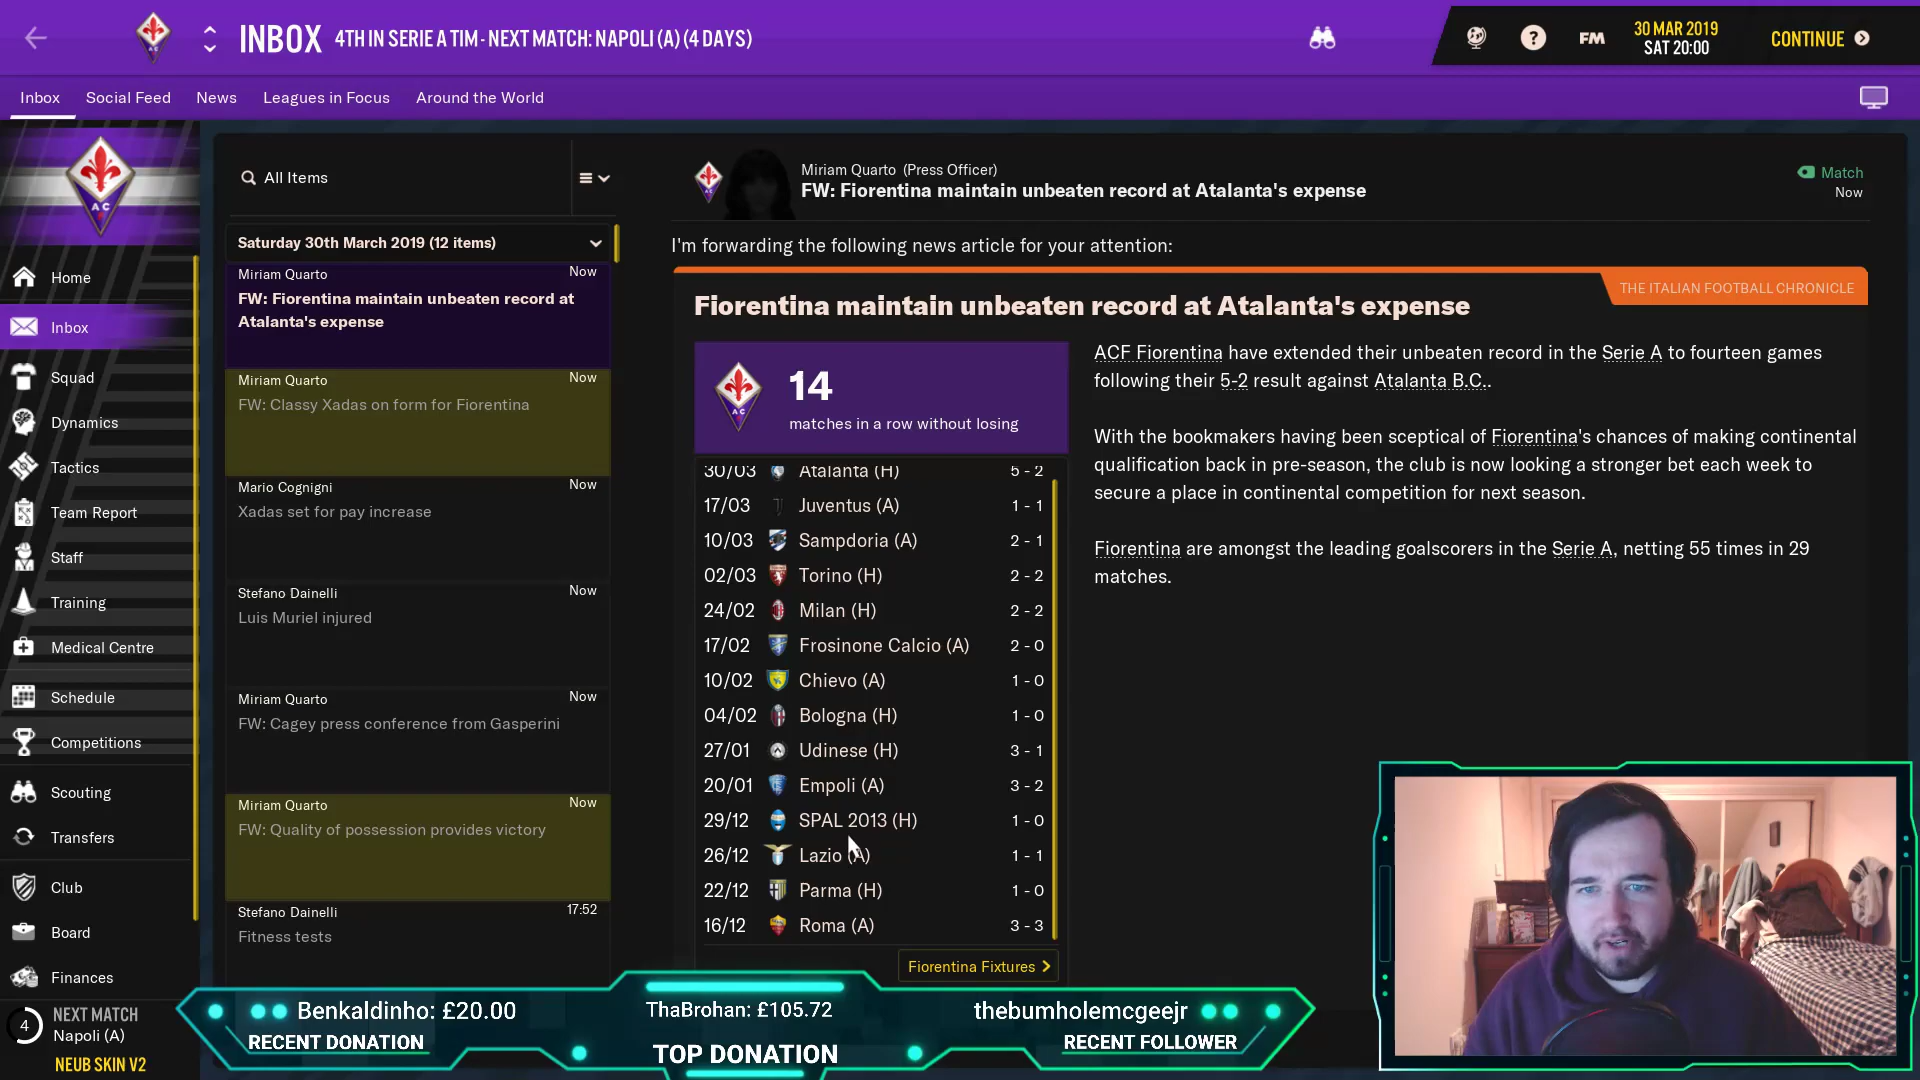 INBOX
4TH IN SERIE A TIM - NEXT MATCH: NAPOLI (A) (4 DAYS)
?
FM
30 MAR 2019
SAT 20:00
CONTINUE
Inbox
Social Feed
News
Leagues in Focus
Around the World
Home
Inbox
Squad
Dynamics
Tactics
Team Report
Staff
Training
Medical Centre
Schedule
Competitions
Scouting
Transfers
Club
Board
Finances
4
NEXT MATCH
Napoli (A)
NEUB SKIN V2
All Items
Saturday 30th March 2019 (12 items)
Miriam Quarto Now
FW: Fiorentina maintain unbeaten record at
Atalanta's expense
Miriam Quarto Now
FW: Classy Xadas on form for Fiorentina
Mario Cognigni Now
Xadas set for pay increase
Stefano Dainelli Now
Luis Muriel injured
Miriam Quarto Now
FW: Cagey press conference from Gasperini
Miriam Quarto Now
FW: Quality of possession provides victory
Stefano Dainelli 17:52
Fitness tests
Miriam Quarto (Press Officer)
FW: Fiorentina maintain unbeaten record at Atalanta's expense
Match
Now
I'm forwarding the following news article for your attention:
THE ITALIAN FOOTBALL CHRONICLE
Fiorentina maintain unbeaten record at Atalanta's expense
14
matches in a row without losing
30/03 Atalanta (H) 5 - 2
17/03 Juventus (A) 1 - 1
10/03 Sampdoria (A) 2 - 1
02/03 Torino (H) 2 - 2
24/02 Milan (H) 2 - 2
17/02 Frosinone Calcio (A) 2 - 0
10/02 Chievo (A) 1 - 0
04/02 Bologna (H) 1 - 0
27/01 Udinese (H) 3 - 1
20/01 Empoli (A) 3 - 2
29/12 SPAL 2013 (H) 1 - 0
26/12 Lazio (A) 1 - 1
22/12 Parma (H) 1 - 0
16/12 Roma (A) 3 - 3
Fiorentina Fixtures
ACF Fiorentina have extended their unbeaten record in the Serie A to fourteen games
following their 5-2 result against Atalanta B.C..
With the bookmakers having been sceptical of Fiorentina's chances of making continental
qualification back in pre-season, the club is now looking a stronger bet each week to
secure a place in continental competition for next season.
Fiorentina are amongst the leading goalscorers in the Serie A, netting 55 times in 29
matches.
Benkaldinho: £20.00
RECENT DONATION
ThaBrohan: £105.72
TOP DONATION
thebumholemcgeejr
RECENT FOLLOWER